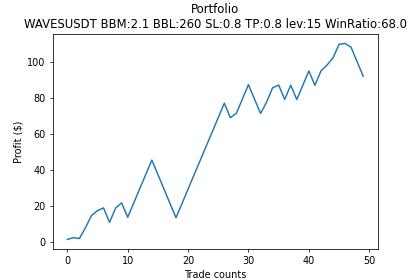 Portfolio
WAVESUSDT BBM:2.1 BBL:260 SL:0.8 TP:0.8 lev:15 WinRatio:68.0
100
80
60
40
20
0
Profit ($)
0 10 20 30 40 50
Trade counts